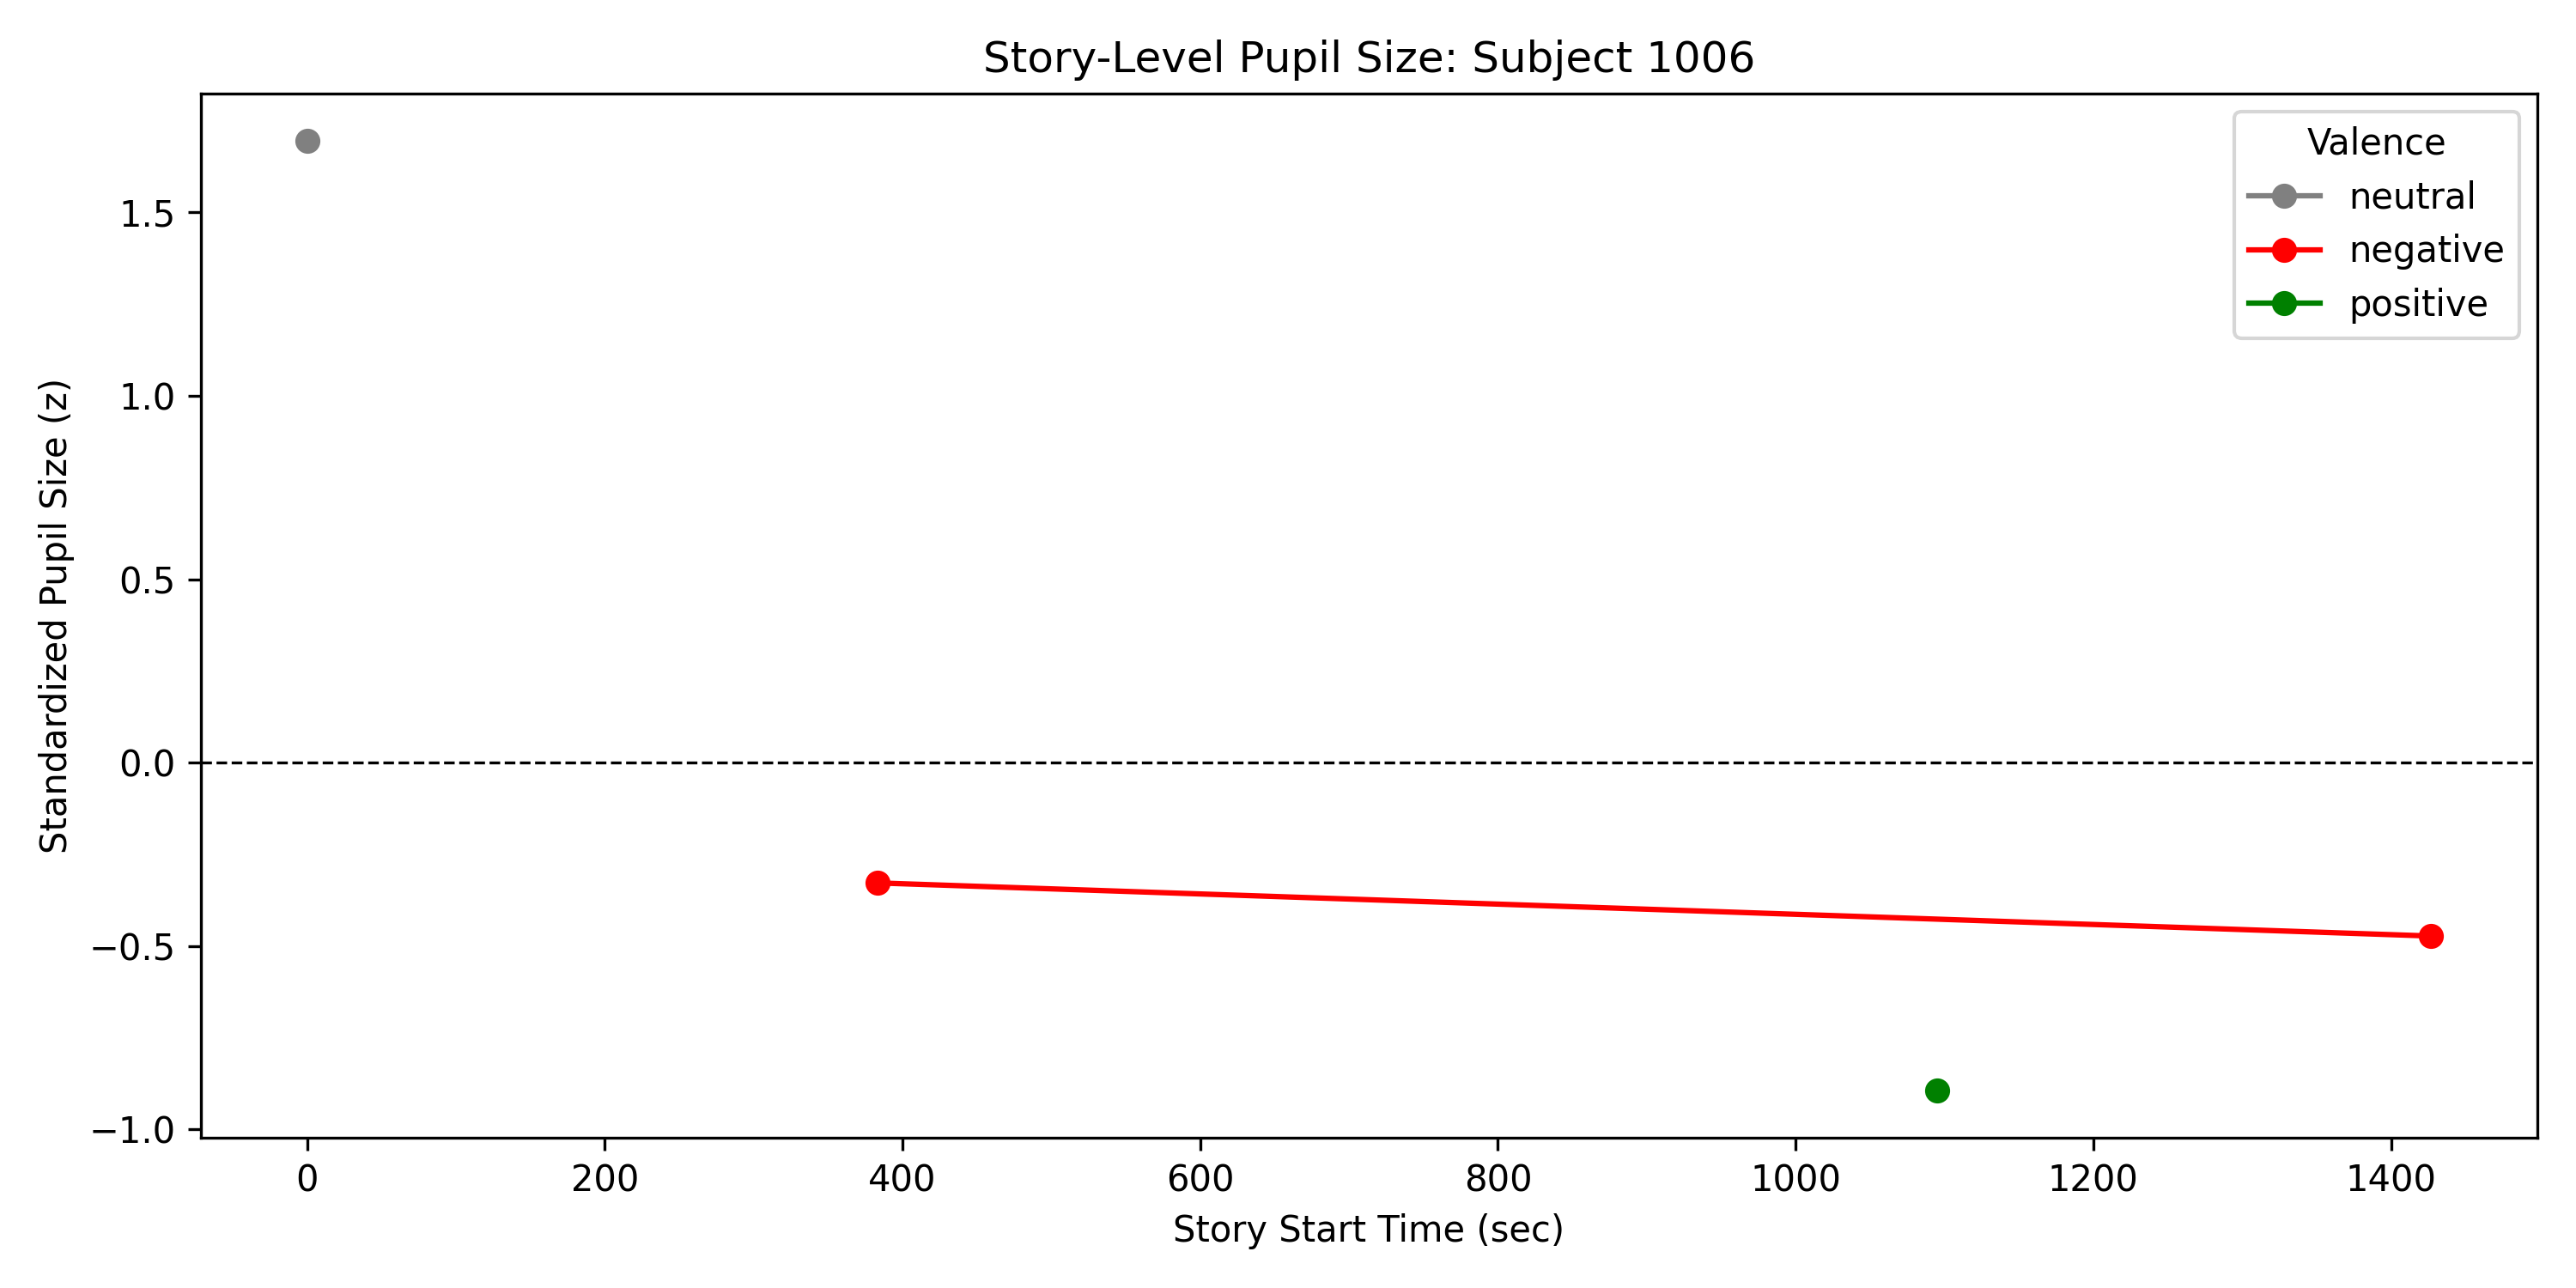 Story-Level Pupil Size: Subject 1006
Valence
neutral
negative
positive
Standardized Pupil Size (z)
1.5
1.0
0.5
0.0
−0.5
−1.0
0 200 400 600 800 1000 1200 1400
Story Start Time (sec)